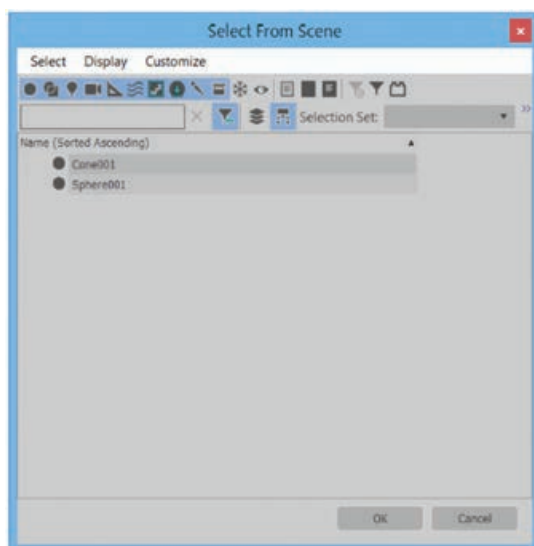 Select From Scene
Select Display Customize
Selection Set:
Name (Sorted Ascending)
Cone001
Sphere001
OK Cancel